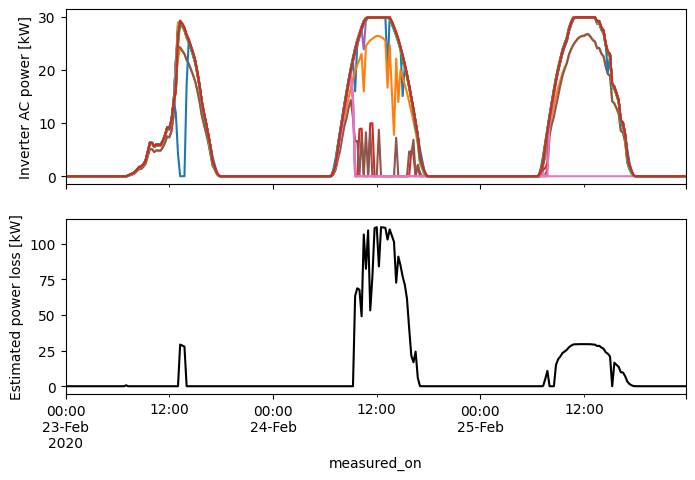 Inverter AC power [kW]
30
20
10
0
Estimated power loss [kW]
100
75
50
25
0
00:00 12:00 00:00 12:00 00:00 12:00
23-Feb 24-Feb 25-Feb
2020
measured_on